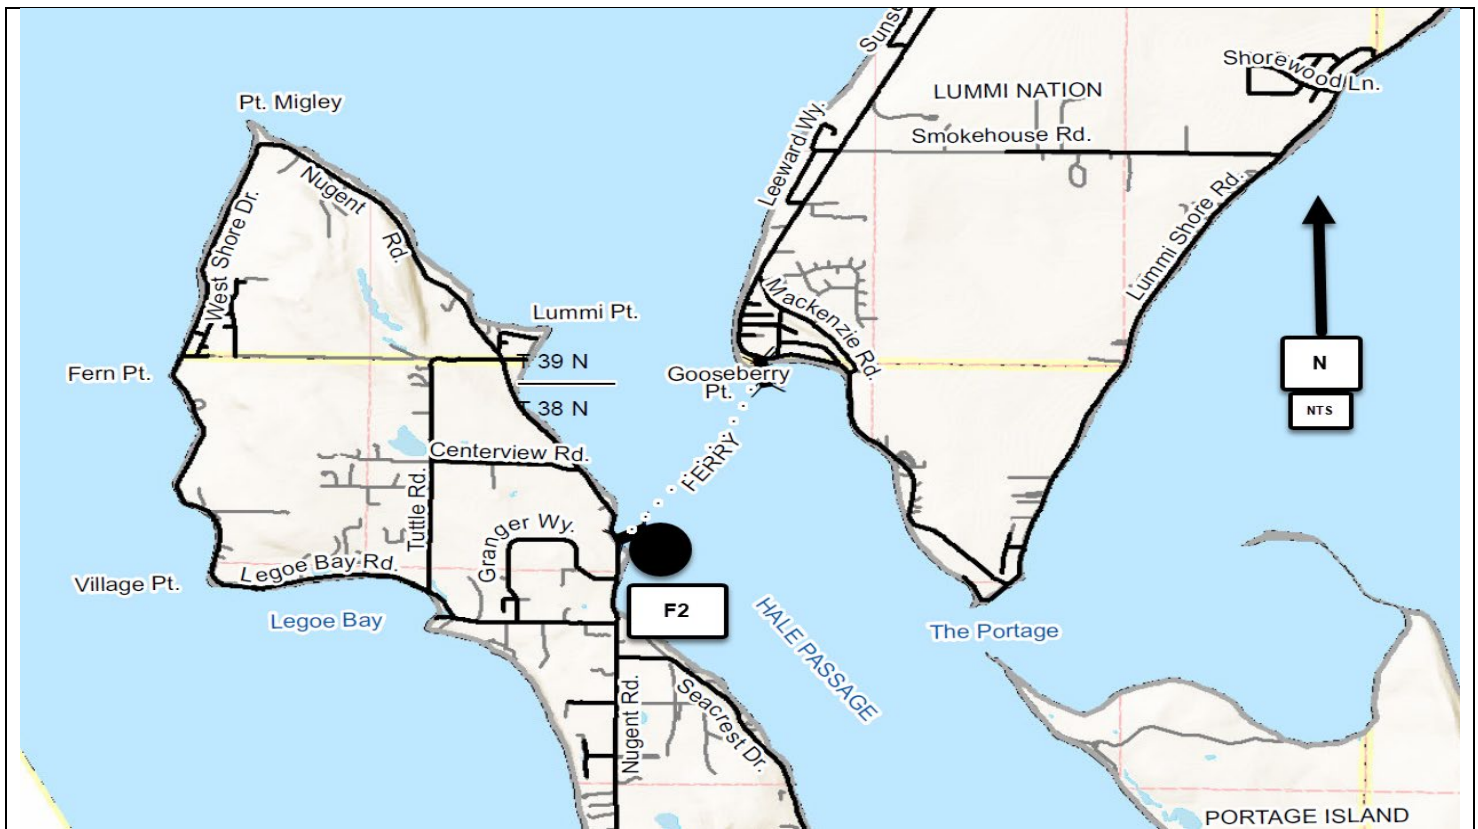 Sunse
Shorewood Ln.
Pt. Migley
LUMMI NATION
Smokehouse Rd.
Leeward Wy.
Nugent
Rd.
West Shore Dr.
Lummi Shore Rd.
Mackenzie Rd.
Lummi Pt.
T 39 N
Fern Pt.
Gooseberry
Pt.
N
NTS
T 38 N
Centerview Rd.
FERRY
Tuttle Rd.
Granger Wy.
Legoe Bay Rd.
Village Pt.
F2
Legoe Bay
HALE PASSAGE
The Portage
Nugent Rd.
Seacrest Dr.
PORTAGE ISLAND